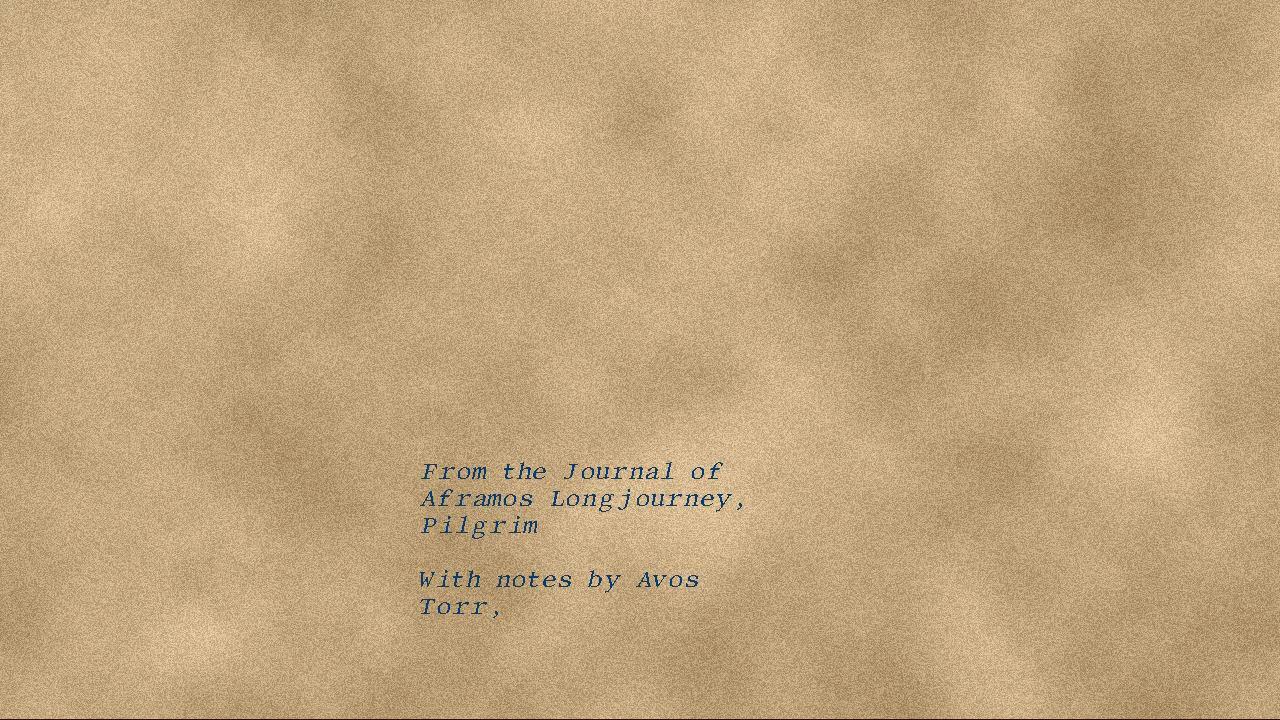 From the Journal of
Aframos Longjourney,
Pilgrim
With notes by Avos
Torr,